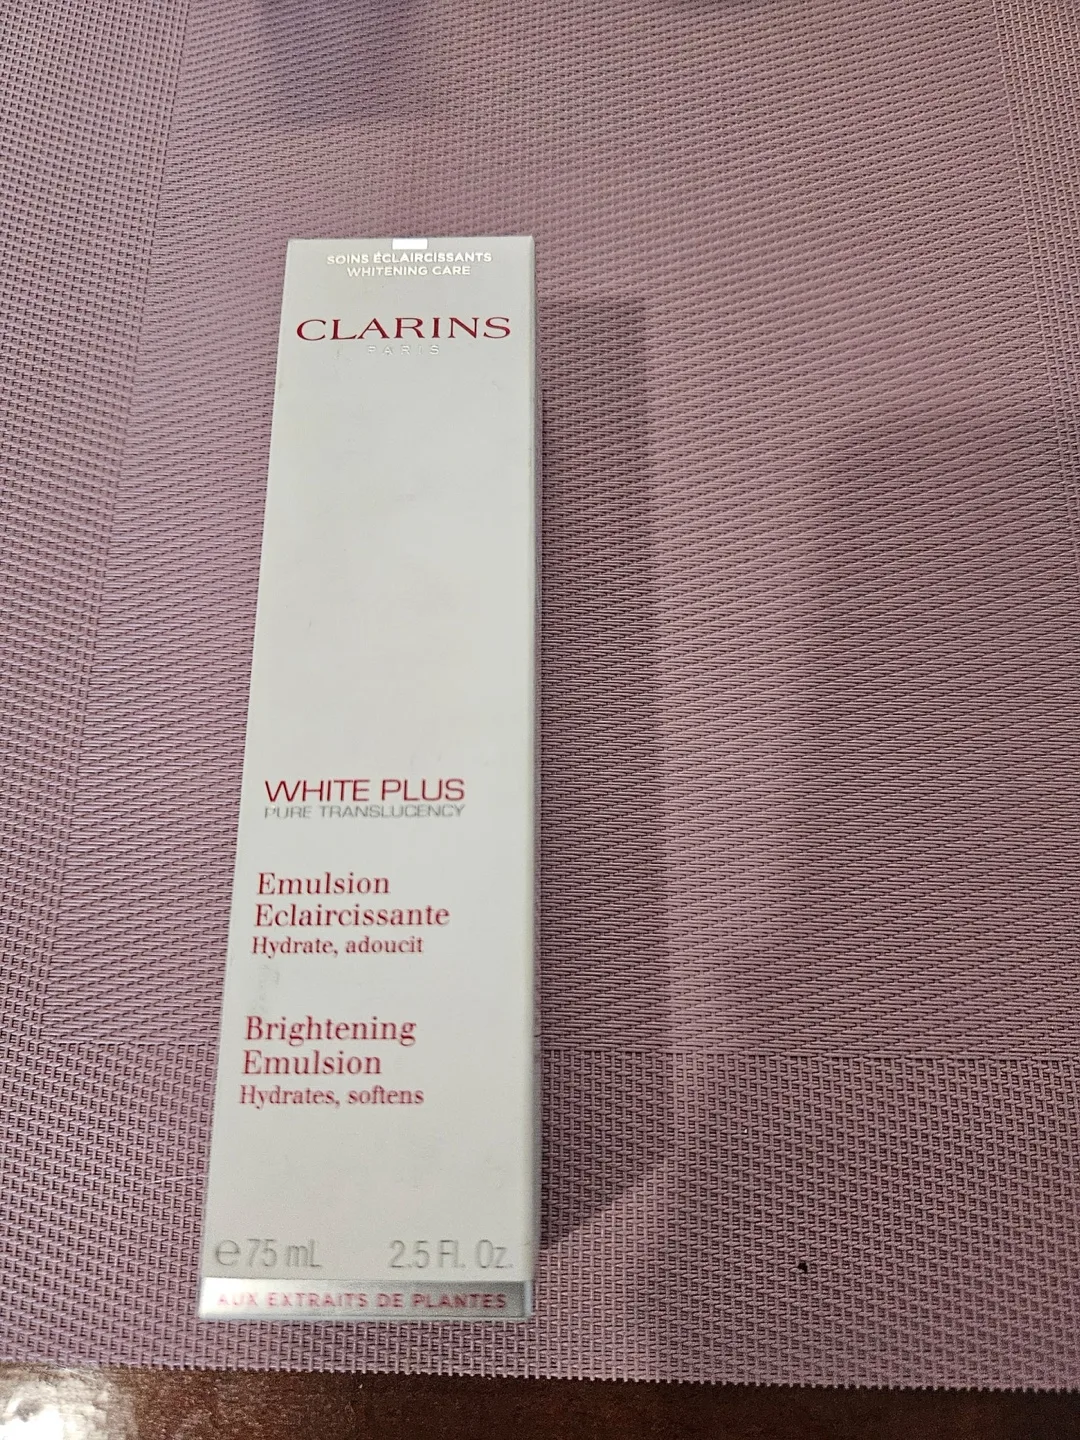 SOINS ÉCLAIRCISSANTS
WHITENING CARE
CLARINS
PARIS
WHITE PLUS
PURE TRANSLUCENCY
Emulsion
Eclaircissante
Hydrate, adoucit
Brightening
Emulsion
Hydrates, softens
℮75 mL 2.5 Fl. Oz.
AUX EXTRAITS DE PLANTES